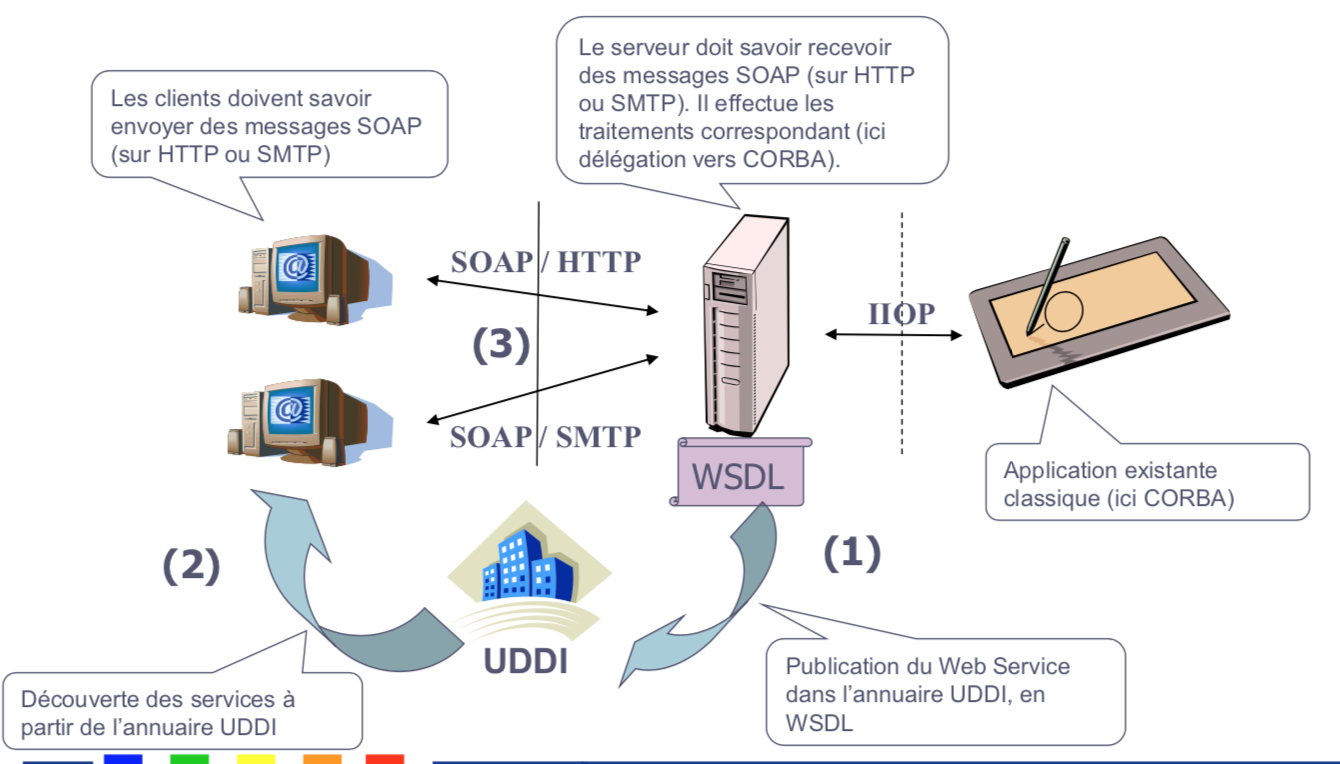 Le serveur doit savoir recevoir
des messages SOAP (sur HTTP
ou SMTP). Il effectue les
traitements correspondant (ici
délégation vers CORBA).
Les clients doivent savoir
envoyer des messages SOAP
(sur HTTP ou SMTP)
SOAP / HTTP
(3)
SOAP / SMTP
IIOP
WSDL
Application existante
classique (ici CORBA)
(2)
(1)
UDDI
Découverte des services à
partir de l'annuaire UDDI
Publication du Web Service
dans l'annuaire UDDI, en
WSDL